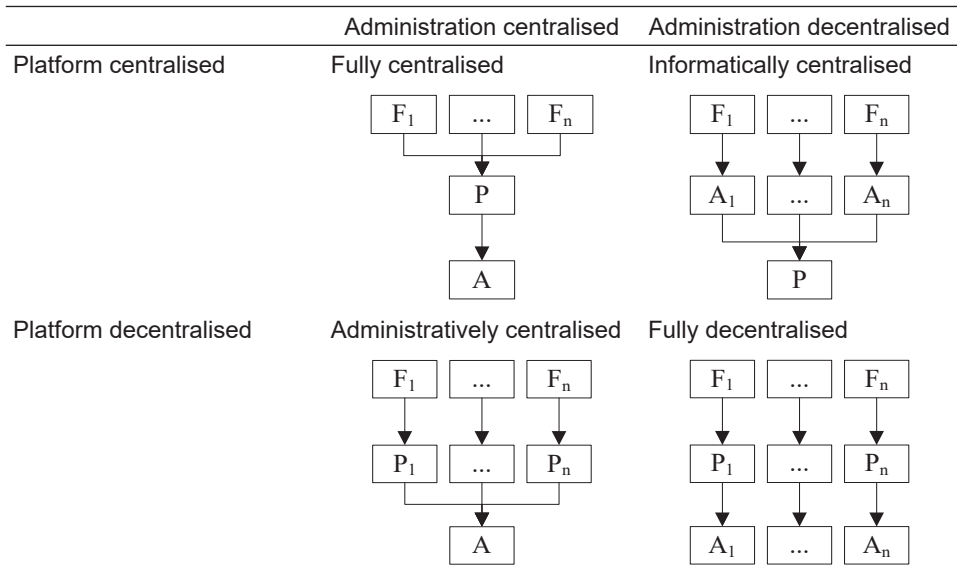 Administration centralised Administration decentralised
Platform centralised Fully centralised Informatically centralised
F₁ ... Fₙ F₁ ... Fₙ
P A₁ ... Aₙ
A P
Platform decentralised Administratively centralised Fully decentralised
F₁ ... Fₙ F₁ ... Fₙ
P₁ ... Pₙ P₁ ... Pₙ
A A₁ ... Aₙ